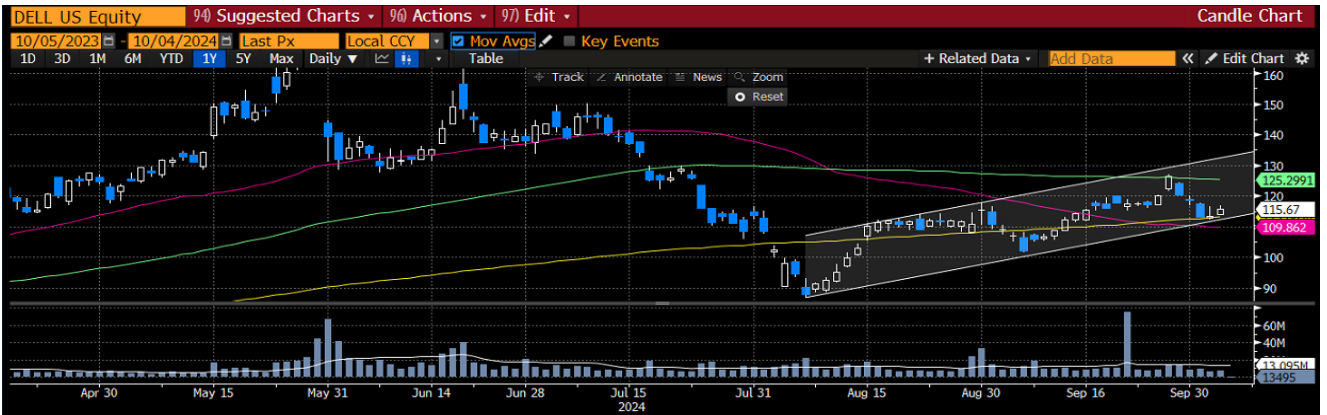 DELL US Equity 94) Suggested Charts 96) Actions 97) Edit Candle Chart
10/05/2023 - 10/04/2024 Last Px Local CCY Mov Avgs Key Events
1D 3D 1M 6M YTD 1Y 5Y Max Daily ▼ Table + Related Data Add Data « Edit Chart
Track Annotate News Zoom
Reset
160
150
140
130
125.2991
120
115.67
109.862
100
90
60M
40M
13.095M
13495
Apr 30 May 15 May 31 Jun 14 Jun 28 Jul 15 Jul 31 Aug 15 Aug 30 Sep 16 Sep 30
2024